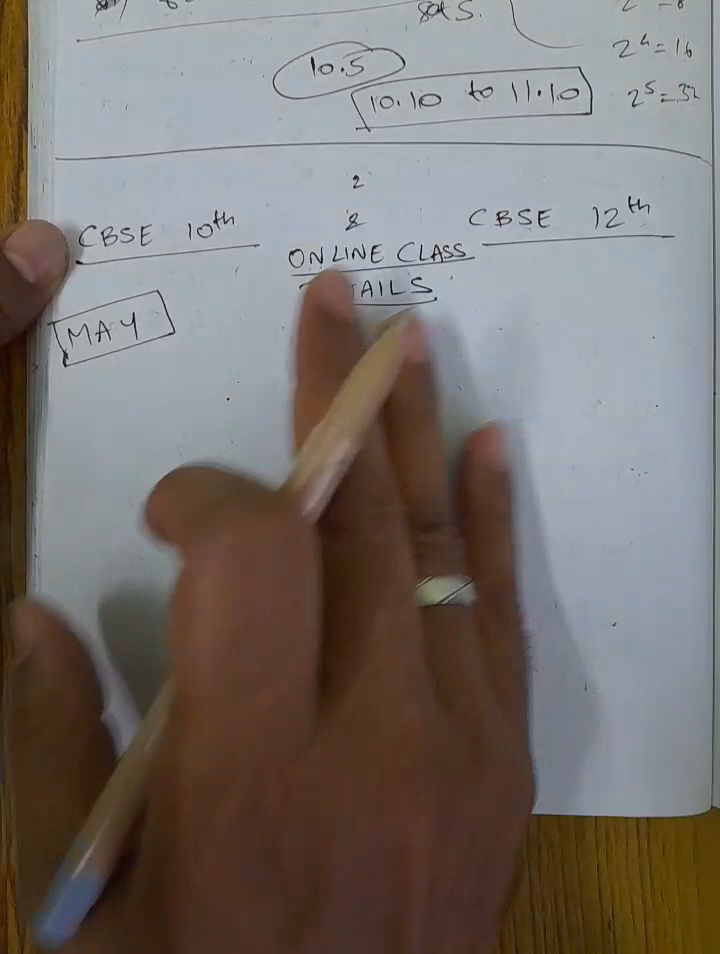 Sat S.
10.5
2⁴ = 16
10.10 to 11.10
2⁵ = 32
2
CBSE 10th
&
CBSE 12th
ONLINE CLASS
MAY